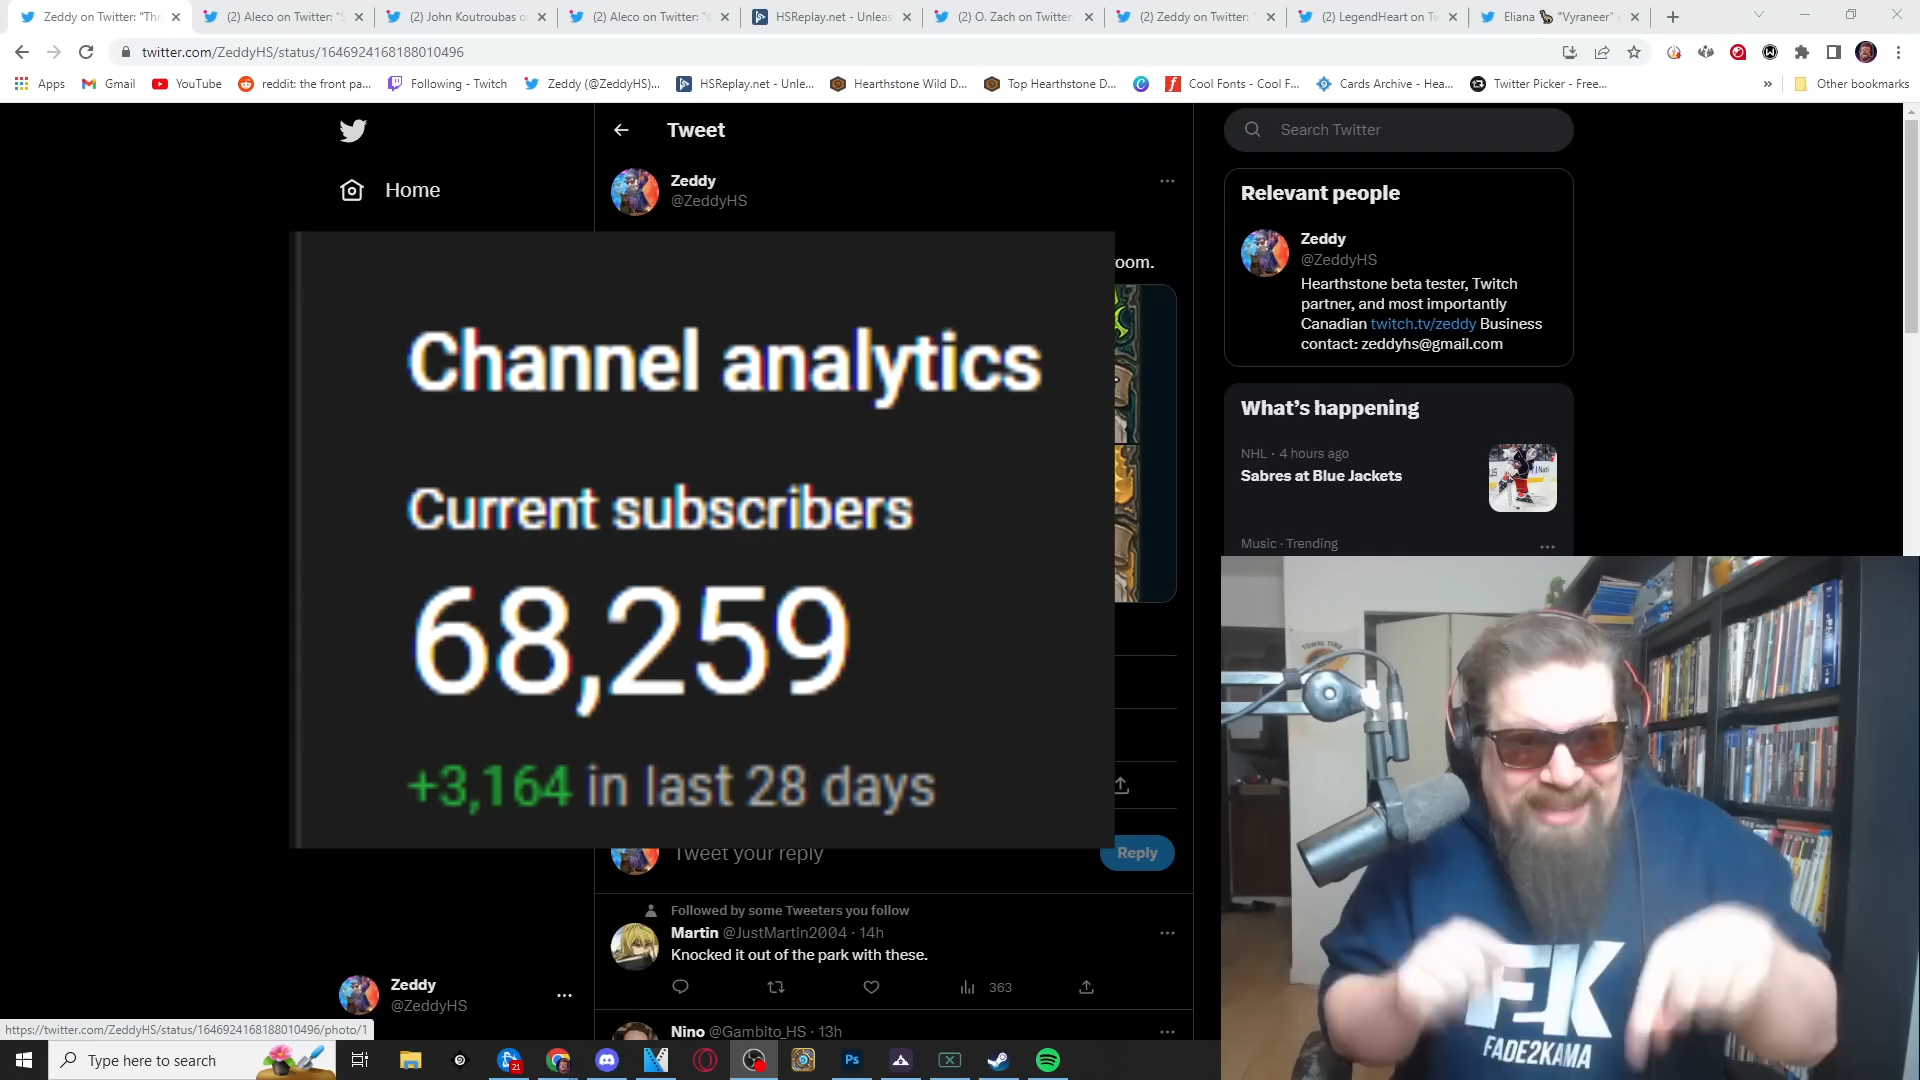 Zeddy on Twitter: "Thr
(2) Aleco on Twitter: "S
(2) John Koutroubas o
(2) Aleco on Twitter: "
HSReplay.net - Unleas
(2) O. Zach on Twitter:
(2) Zeddy on Twitter: "
(2) LegendHeart on Tw
Eliana "Vyraneer"
twitter.com/ZeddyHS/status/1646924168188010496
Apps
Gmail
YouTube
reddit: the front pa...
Following - Twitch
Zeddy (@ZeddyHS)...
HSReplay.net - Unle...
Hearthstone Wild D...
Top Hearthstone D...
Cool Fonts - Cool F...
Cards Archive - Hea...
Twitter Picker - Free...
»
Other bookmarks
Home
Tweet
Zeddy
@ZeddyHS
oom.
Channel analytics
Current subscribers
68,259
+3,164 in last 28 days
Tweet your reply
Reply
Followed by some Tweeters you follow
Martin @JustMartin2004 · 14h
Knocked it out of the park with these.
363
Nino @Gambito_HS · 13h
Zeddy
@ZeddyHS
Search Twitter
Relevant people
Zeddy
@ZeddyHS
Hearthstone beta tester, Twitch
partner, and most importantly
Canadian twitch.tv/zeddy Business
contact: zeddyhs@gmail.com
What's happening
NHL · 4 hours ago
Sabres at Blue Jackets
Music · Trending
FK
FADE2KAMA
https://twitter.com/ZeddyHS/status/1646924168188010496/photo/1
Type here to search
21
Ps